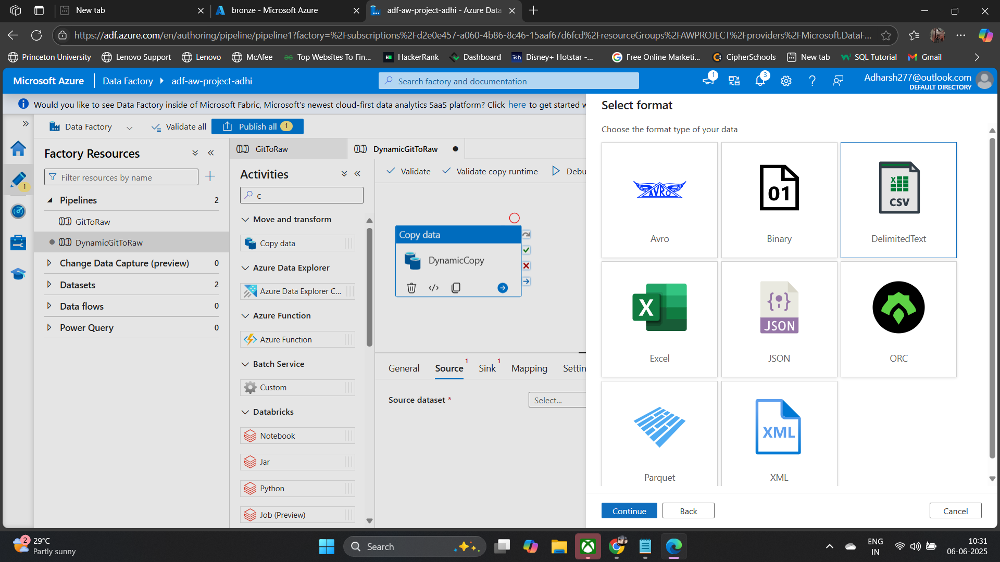 New tab
bronze - Microsoft Azure
adf-aw-project-adhi - Azure Data
https://adf.azure.com/en/authoring/pipeline/pipeline1?factory=%2Fsubscriptions%2Fd2e0e457-a060-4b86-8c46-15aaf67d6fcd%2FresourceGroups%2FAWPROJECT%2Fproviders%2FMicrosoft.DataF...
Princeton University
Lenovo Support
Lenovo
McAfee
Top Websites To Fin...
HackerRank
Dashboard
Disney+ Hotstar -...
Free Online Marketi...
CipherSchools
New tab
SQL Tutorial
Gmail
Microsoft Azure
Data Factory
adf-aw-project-adhi
Search factory and documentation
1
3
Adharsh277@outlook.com
DEFAULT DIRECTORY
Would you like to see Data Factory inside of Microsoft Fabric, Microsoft's newest cloud-first data analytics SaaS platform? Click here to get started
Data Factory
Validate all
Publish all 1
1
Factory Resources
Filter resources by name
Pipelines 2
GitToRaw
DynamicGitToRaw
Change Data Capture (preview) 0
Datasets 2
Data flows 0
Power Query 0
GitToRaw
DynamicGitToRaw
Activities
c
Move and transform
Copy data
Azure Data Explorer
Azure Data Explorer C...
Azure Function
Azure Function
Batch Service
Custom
Databricks
Notebook
Jar
Python
Job (Preview)
Validate
Validate copy runtime
Debu
Copy data
DynamicCopy
General
Source 1
Sink 1
Mapping
Settin
Source dataset *
Select...
Select format
Choose the format type of your data
AVRO
Avro
01
Binary
X
CSV
DelimitedText
X
Excel
JSON
JSON
ORC
Parquet
XML
XML
Continue
Back
Cancel
2
29°C
Partly sunny
Search
ENG
IN
10:31
06-06-2025